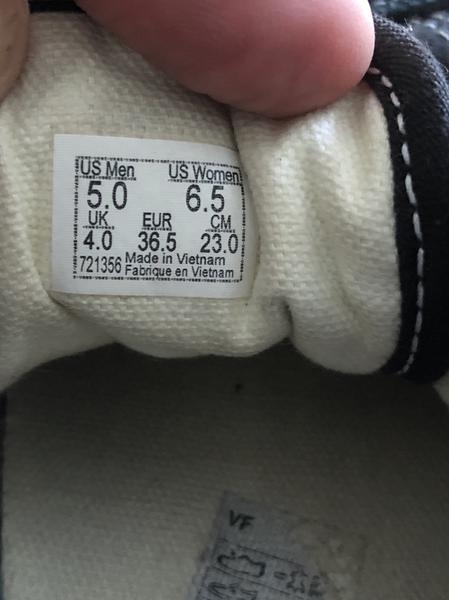 US Men US Women
5.0 6.5
UK EUR CM
4.0 36.5 23.0
721356 Made in Vietnam
Fabrique en Vietnam
VF